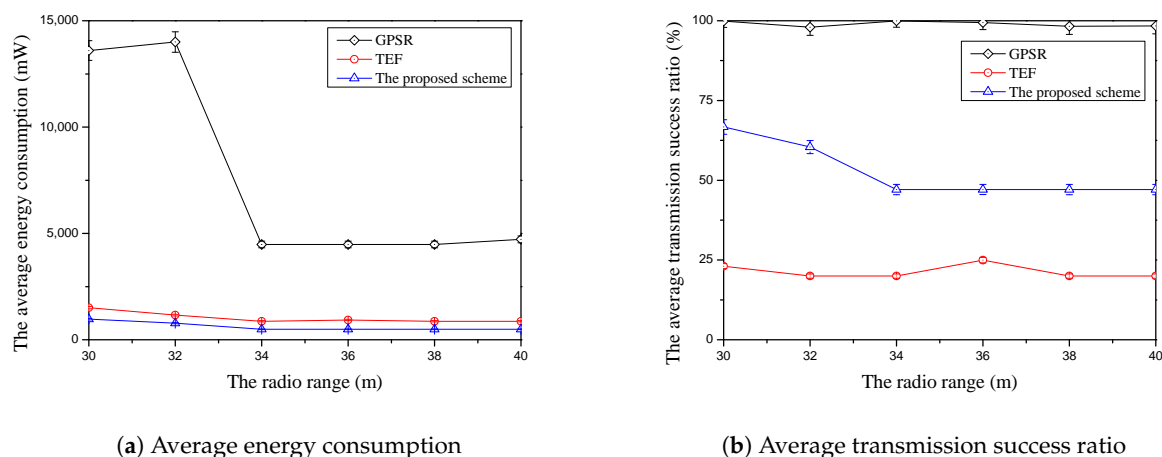 The average energy consumption (mW)
15,000
10,000
5,000
0
GPSR
TEF
The proposed scheme
30 32 34 36 38 40
The radio range (m)
(a) Average energy consumption
The average transmission success ratio (%)
100
75
50
25
0
GPSR
TEF
The proposed scheme
30 32 34 36 38 40
The radio range (m)
(b) Average transmission success ratio